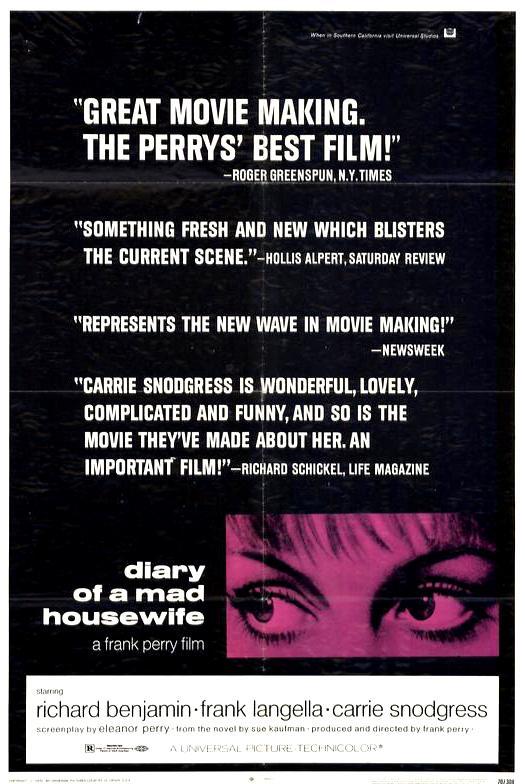 When in Southern California visit Universal Studios
"GREAT MOVIE MAKING.
THE PERRYS' BEST FILM!"
—ROGER GREENSPUN, N.Y. TIMES
"SOMETHING FRESH AND NEW WHICH BLISTERS
THE CURRENT SCENE."—HOLLIS ALPERT, SATURDAY REVIEW
"REPRESENTS THE NEW WAVE IN MOVIE MAKING!"
—NEWSWEEK
"CARRIE SNODGRESS IS WONDERFUL, LOVELY,
COMPLICATED AND FUNNY, AND SO IS THE
MOVIE THEY'VE MADE ABOUT HER. AN
IMPORTANT FILM!"—RICHARD SCHICKEL, LIFE MAGAZINE
diary
of a mad
housewife
a frank perry film
starring
richard benjamin · frank langella · carrie snodgress
screenplay by eleanor perry · from the novel by sue kaufman · produced and directed by frank perry ·
R
A UNIVERSAL PICTURE · TECHNICOLOR®